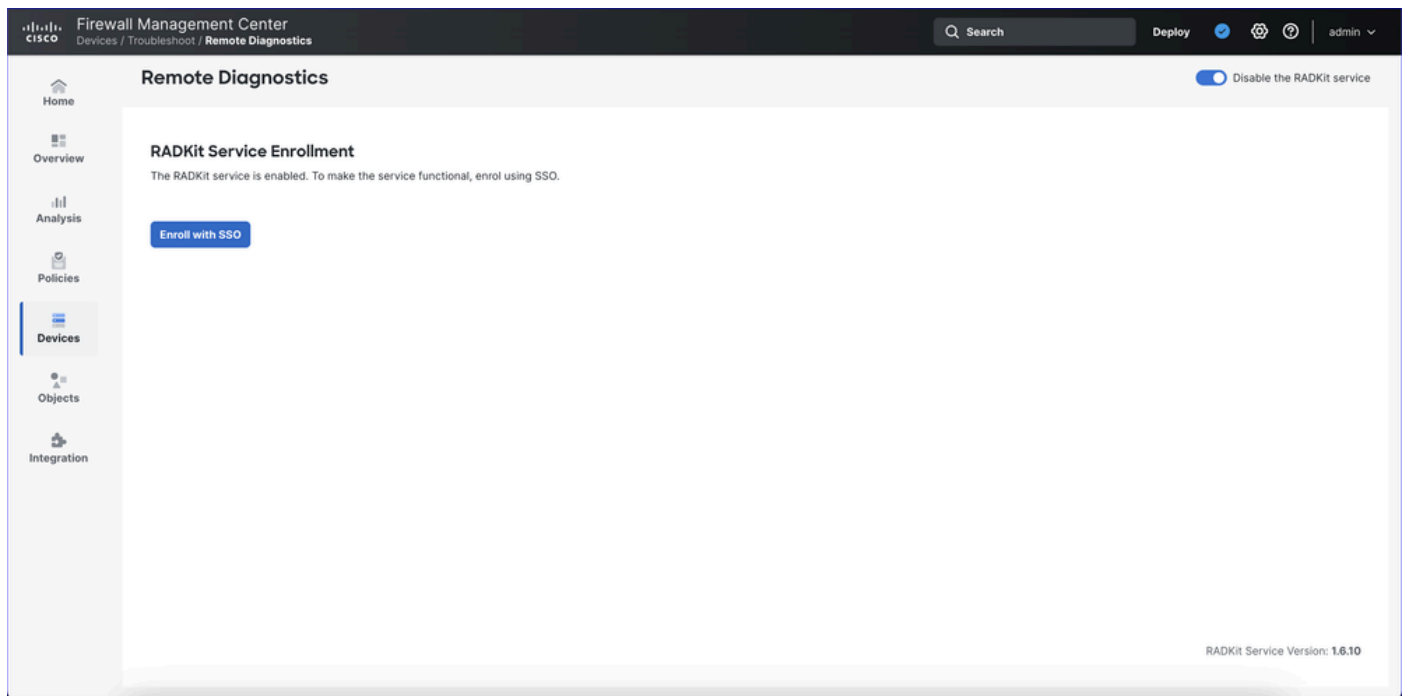 cisco
Firewall Management Center
Devices / Troubleshoot / Remote Diagnostics
Search
Deploy
admin
Home
Overview
Analysis
Policies
Devices
Objects
Integration
Remote Diagnostics
Disable the RADKit service
RADKit Service Enrollment
The RADKit service is enabled. To make the service functional, enrol using SSO.
Enroll with SSO
RADKit Service Version: 1.6.10